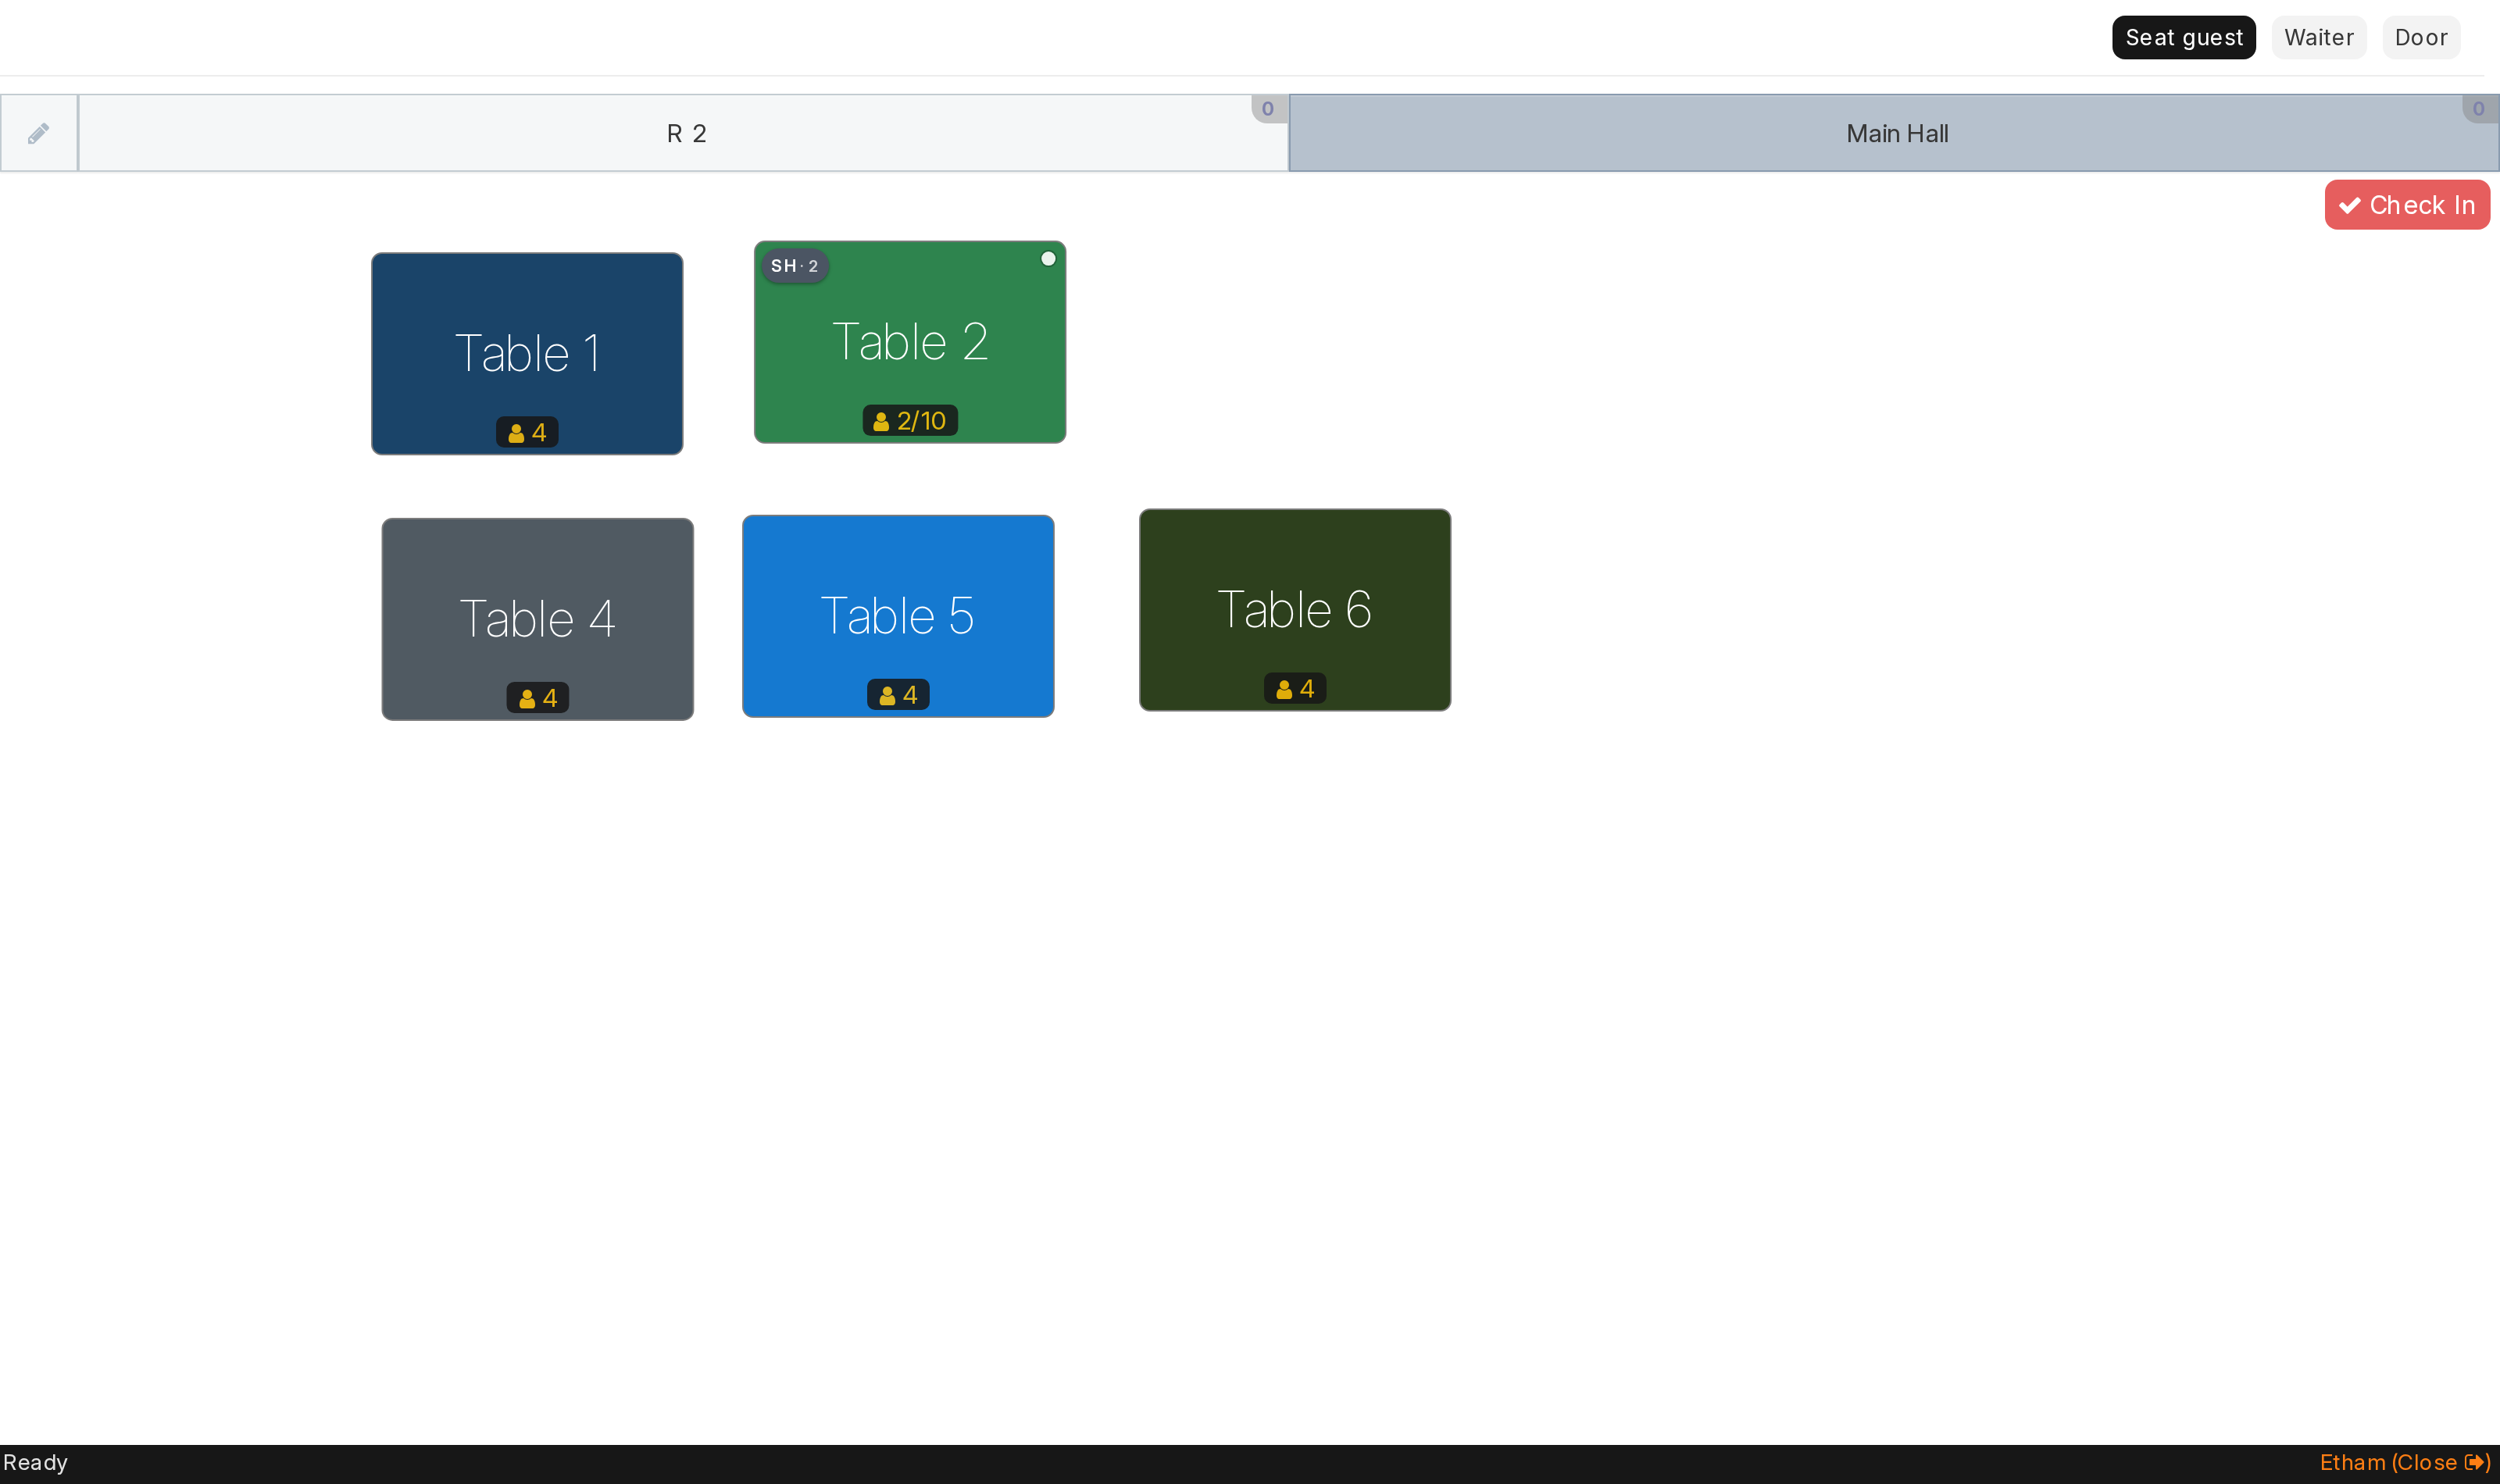 Seat guest
Waiter
Door
R 2
0
Main Hall
0
Check In
SH · 2
Table 1
Table 2
4
2/10
Table 4
Table 5
Table 6
4
4
4
Ready
Etham (Close )